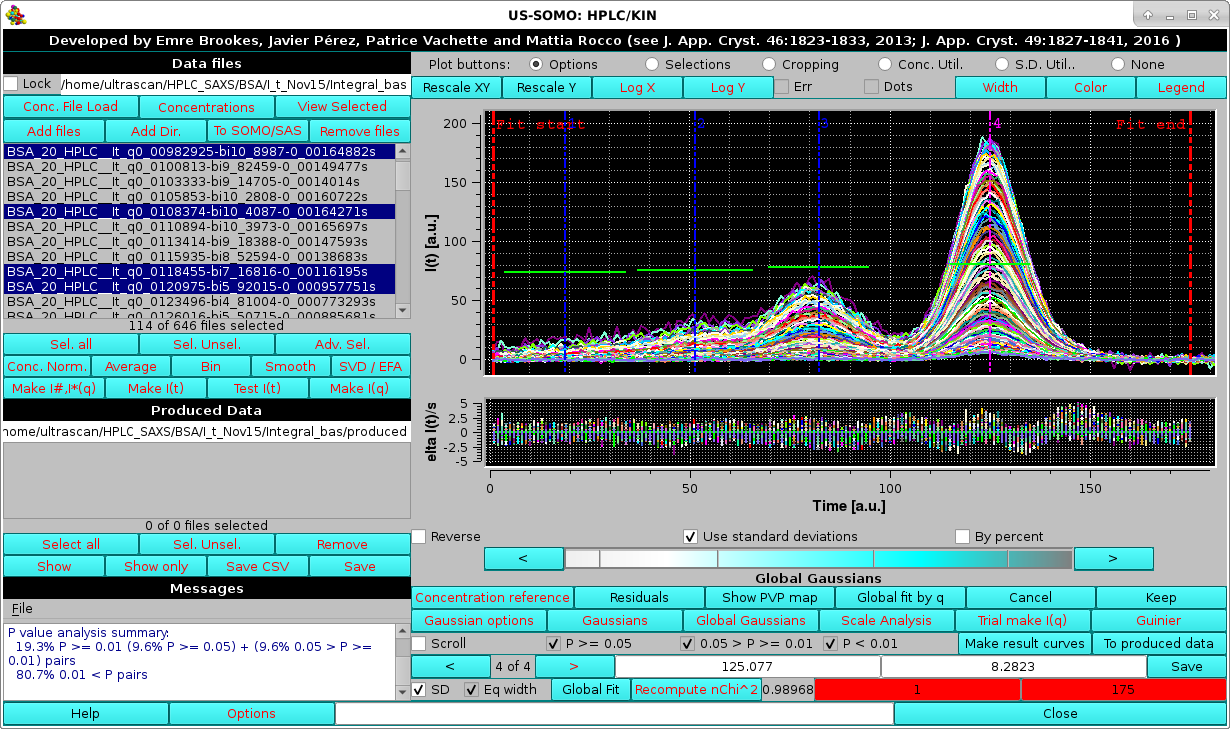 US-SOMO: HPLC/KIN
Developed by Emre Brookes, Javier Pérez, Patrice Vachette and Mattia Rocco (see J. App. Cryst. 46:1823-1833, 2013; J. App. Cryst. 49:1827-1841, 2016 )
Data files
Lock /home/ultrascan/HPLC_SAXS/BSA/I_t_Nov15/Integral_bas
Conc. File Load Concentrations View Selected
Add files Add Dir. To SOMO/SAS Remove files
BSA_20_HPLC__It_q0_00982925-bi10_8987-0_00164882s
BSA_20_HPLC__It_q0_0100813-bi9_82459-0_00149477s
BSA_20_HPLC__It_q0_0103333-bi9_14705-0_0014014s
BSA_20_HPLC__It_q0_0105853-bi10_2808-0_00160722s
BSA_20_HPLC__It_q0_0108374-bi10_4087-0_00164271s
BSA_20_HPLC__It_q0_0110894-bi10_3973-0_00165697s
BSA_20_HPLC__It_q0_0113414-bi9_18388-0_00147593s
BSA_20_HPLC__It_q0_0115935-bi8_52594-0_00138683s
BSA_20_HPLC__It_q0_0118455-bi7_16816-0_00116195s
BSA_20_HPLC__It_q0_0120975-bi5_92015-0_000957751s
BSA_20_HPLC__It_q0_0123496-bi4_81004-0_000773293s
BSA_20_HPLC__It_q0_0126016-bi5_50715-0_000885681s
114 of 646 files selected
Sel. all Sel. Unsel. Adv. Sel.
Conc. Norm. Average Bin Smooth SVD / EFA
Make I#,I*(q) Make I(t) Test I(t) Make I(q)
Produced Data
home/ultrascan/HPLC_SAXS/BSA/I_t_Nov15/Integral_bas/produced
0 of 0 files selected
Select all Sel. Unsel. Remove
Show Show only Save CSV Save
Messages
File
P value analysis summary:
19.3% P >= 0.01 (9.6% P >= 0.05) + (9.6% 0.05 > P >=
0.01) pairs
80.7% 0.01 < P pairs
Help Options Close
Plot buttons: Options Selections Cropping Conc. Util. S.D. Util.. None
Rescale XY Rescale Y Log X Log Y Err Dots Width Color Legend
Fit start 1 2 3 4 Fit end
I(t) [a.u.]
200
150
100
50
0
elta I(t)/s
5
2.5
0
-2.5
-5
0 50 100 150
Time [a.u.]
Reverse Use standard deviations By percent
< >
Global Gaussians
Concentration reference Residuals Show PVP map Global fit by q Cancel Keep
Gaussian options Gaussians Global Gaussians Scale Analysis Trial make I(q) Guinier
Scroll P >= 0.05 0.05 > P >= 0.01 P < 0.01 Make result curves To produced data
< 4 of 4 > 125.077 8.2823 Save
SD Eq width Global Fit Recompute nChi^2 0.98968 1 175